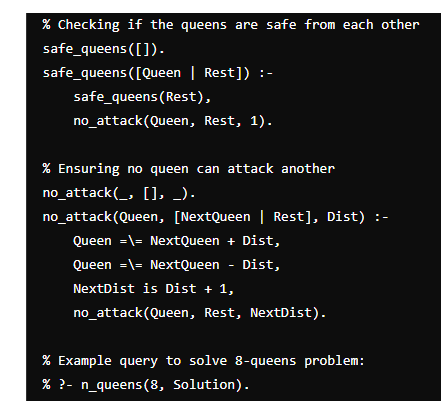 % Checking if the queens are safe from each other
safe_queens([]).
safe_queens([Queen | Rest]) :-
    safe_queens(Rest),
    no_attack(Queen, Rest, 1).

% Ensuring no queen can attack another
no_attack(_, [], _).
no_attack(Queen, [NextQueen | Rest], Dist) :-
    Queen =\= NextQueen + Dist,
    Queen =\= NextQueen - Dist,
    NextDist is Dist + 1,
    no_attack(Queen, Rest, NextDist).

% Example query to solve 8-queens problem:
% ?- n_queens(8, Solution).